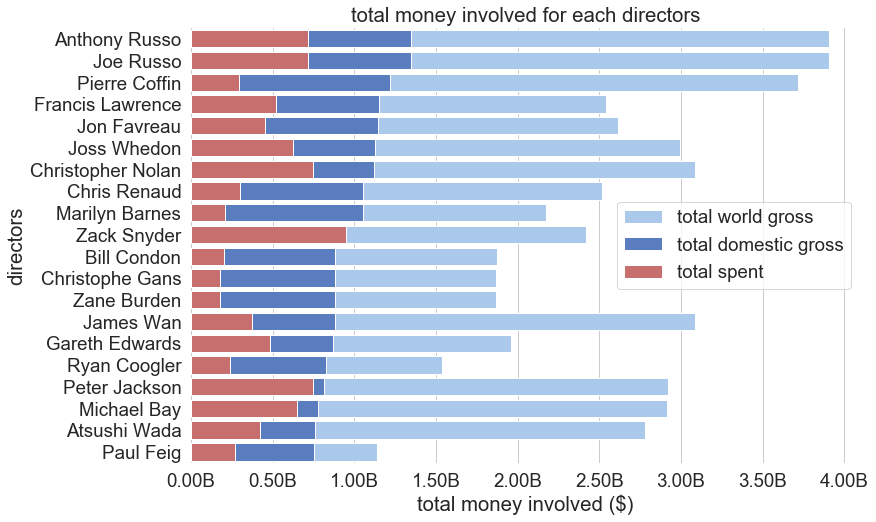 total money involved for each directors
Anthony Russo
Joe Russo
Pierre Coffin
Francis Lawrence
Jon Favreau
Joss Whedon
Christopher Nolan
Chris Renaud
Marilyn Barnes
Zack Snyder
Bill Condon
Christophe Gans
Zane Burden
James Wan
Gareth Edwards
Ryan Coogler
Peter Jackson
Michael Bay
Atsushi Wada
Paul Feig
directors
total world gross
total domestic gross
total spent
0.00B 0.50B 1.00B 1.50B 2.00B 2.50B 3.00B 3.50B 4.00B
total money involved ($)